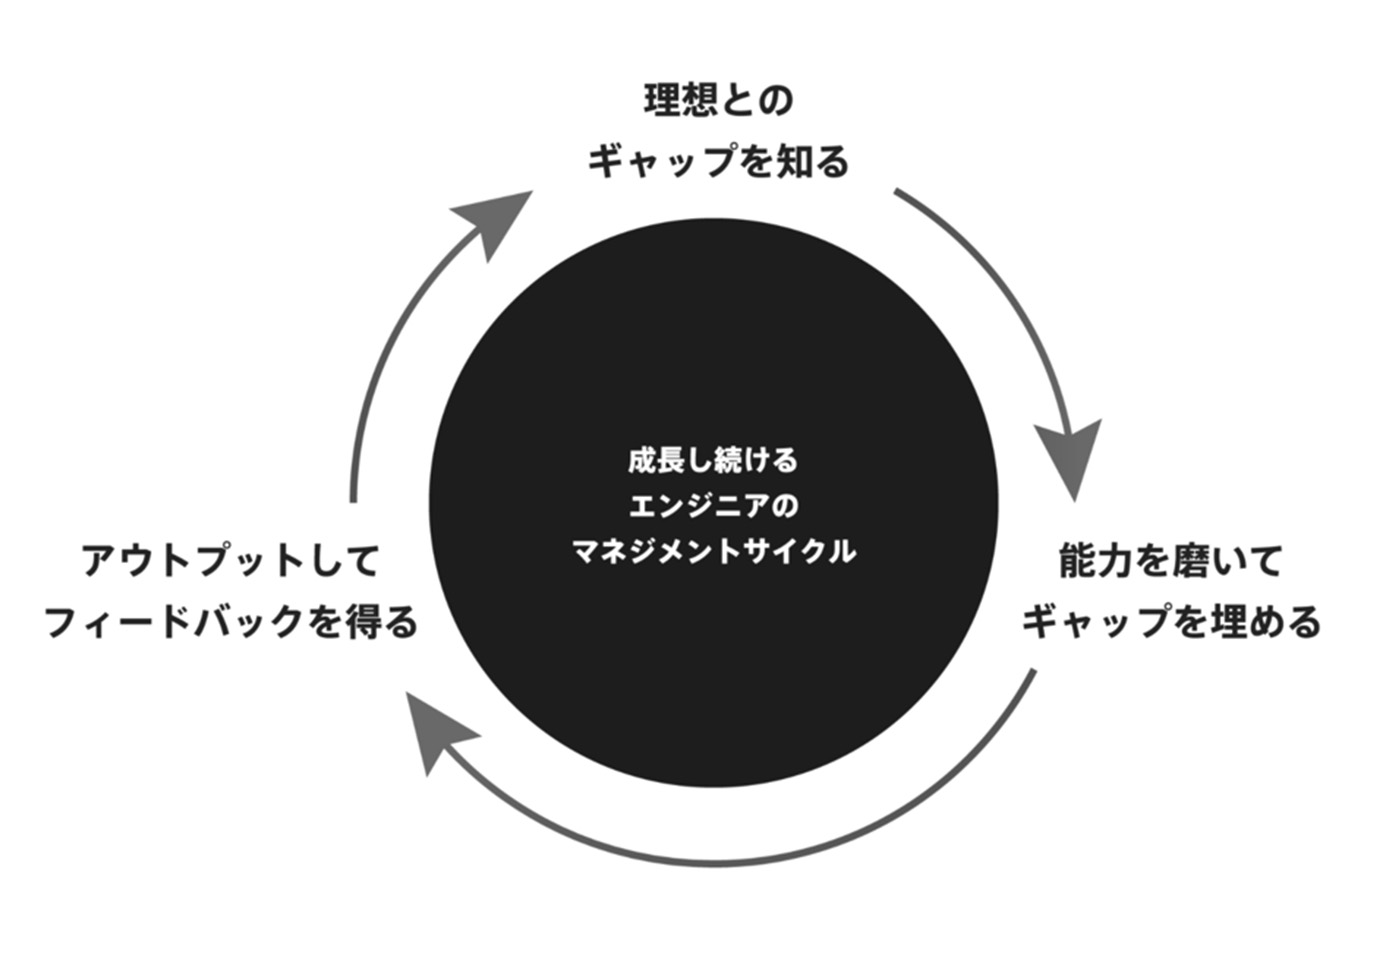 理想との
ギャップを知る
成長し続ける
エンジニアの
マネジメントサイクル
能力を磨いて
ギャップを埋める
アウトプットして
フィードバックを得る